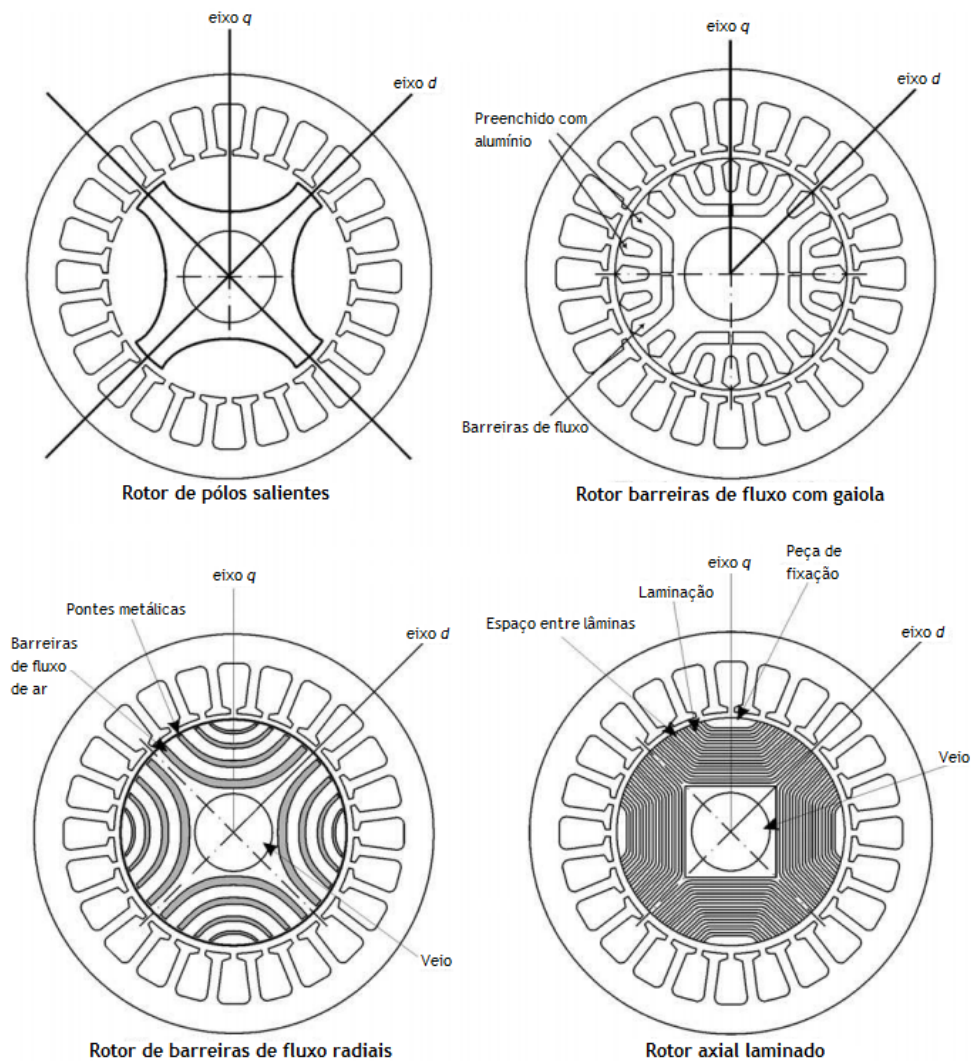 eixo q
eixo d
Rotor de pólos salientes
eixo q
eixo d
Preenchido com
alumínio
Barreiras de fluxo
Rotor barreiras de fluxo com gaiola
eixo q
Pontes metálicas
Barreiras
de fluxo
de ar
eixo d
Veio
Rotor de barreiras de fluxo radiais
Peça de
fixação
eixo q
Laminação
Espaço entre lâminas
eixo d
Veio
Rotor axial laminado